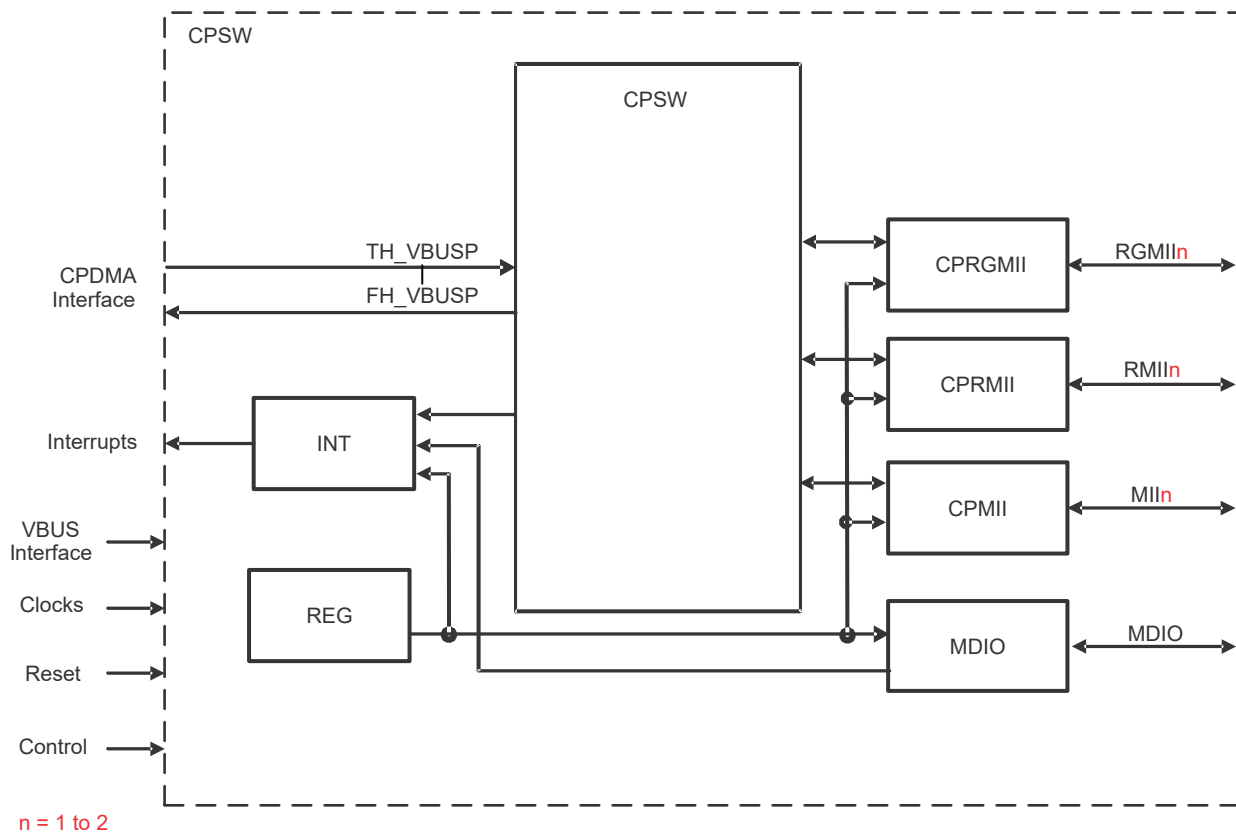 CPSW
CPSW
TH_VBUSP
CPDMA
Interface
FH_VBUSP
CPRGMII
RGMIIn
CPRMII
RMIIn
Interrupts
INT
CPMII
MIIn
VBUS
Interface
Clocks
REG
MDIO
MDIO
Reset
Control
n = 1 to 2